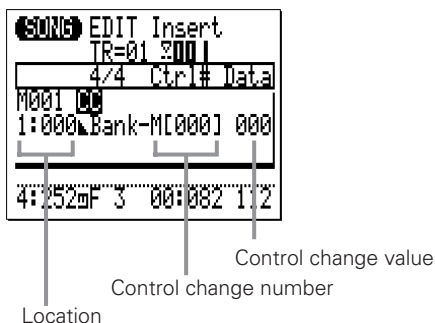 SONG EDIT Insert
TR=01
4/4 Ctrl# Data
M001 CC
1:000 Bank-M[000] 000
4:252 F 3 00:082 112
Control change value
Control change number
Location